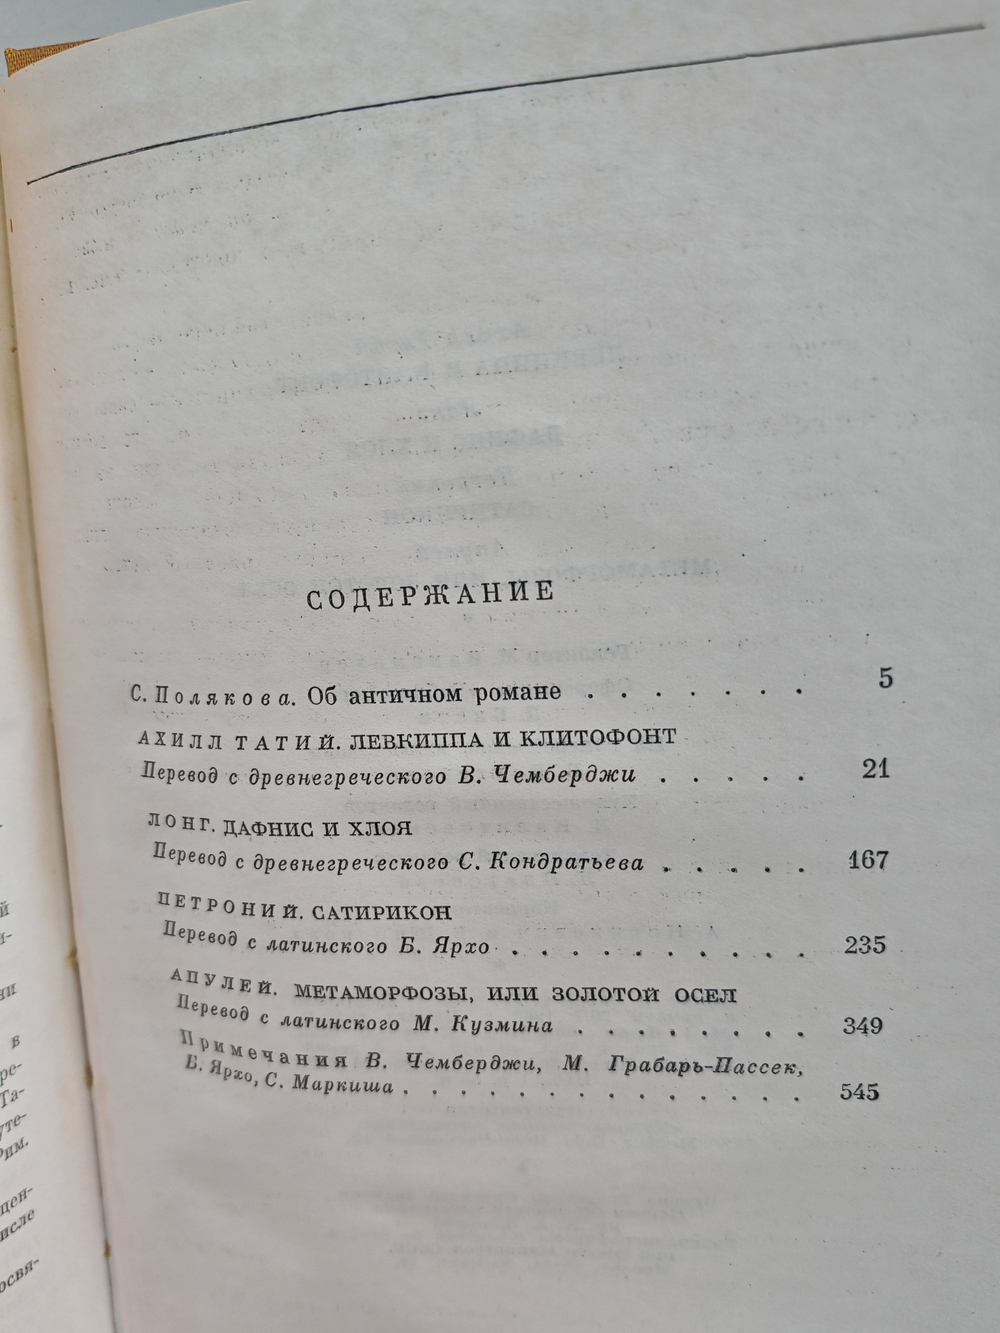 СОДЕРЖАНИЕ
С. Полякова. Об античном романе . . . . . . . 5
АХИЛЛ ТАТИЙ. ЛЕВКИППА И КЛИТОФОНТ
Перевод с древнегреческого В. Чемберджи . . . . . 21
ЛОНГ. ДАФНИС И ХЛОЯ
Перевод с древнегреческого С. Кондратьева . . . . . 167
ПЕТРОНИЙ. САТИРИКОН
Перевод с латинского Б. Ярхо . . . . . . . . . . 235
АПУЛЕЙ. МЕТАМОРФОЗЫ, ИЛИ ЗОЛОТОЙ ОСЕЛ
Перевод с латинского М. Кузмина . . . . . . . . 349
Примечания В. Чемберджи, М. Грабарь-Пассек,
Б. Ярхо, С. Маркиша . . . . . . . . . . . . . . 545